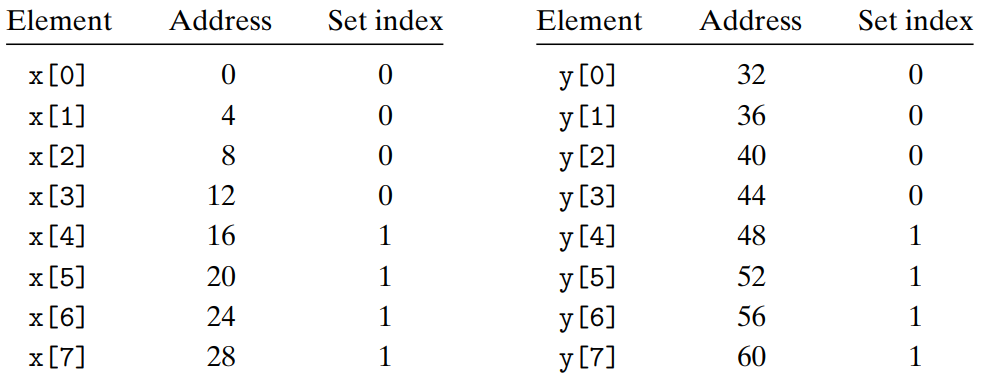 Element Address Set index Element Address Set index
x[0] 0 0 y[0] 32 0
x[1] 4 0 y[1] 36 0
x[2] 8 0 y[2] 40 0
x[3] 12 0 y[3] 44 0
x[4] 16 1 y[4] 48 1
x[5] 20 1 y[5] 52 1
x[6] 24 1 y[6] 56 1
x[7] 28 1 y[7] 60 1